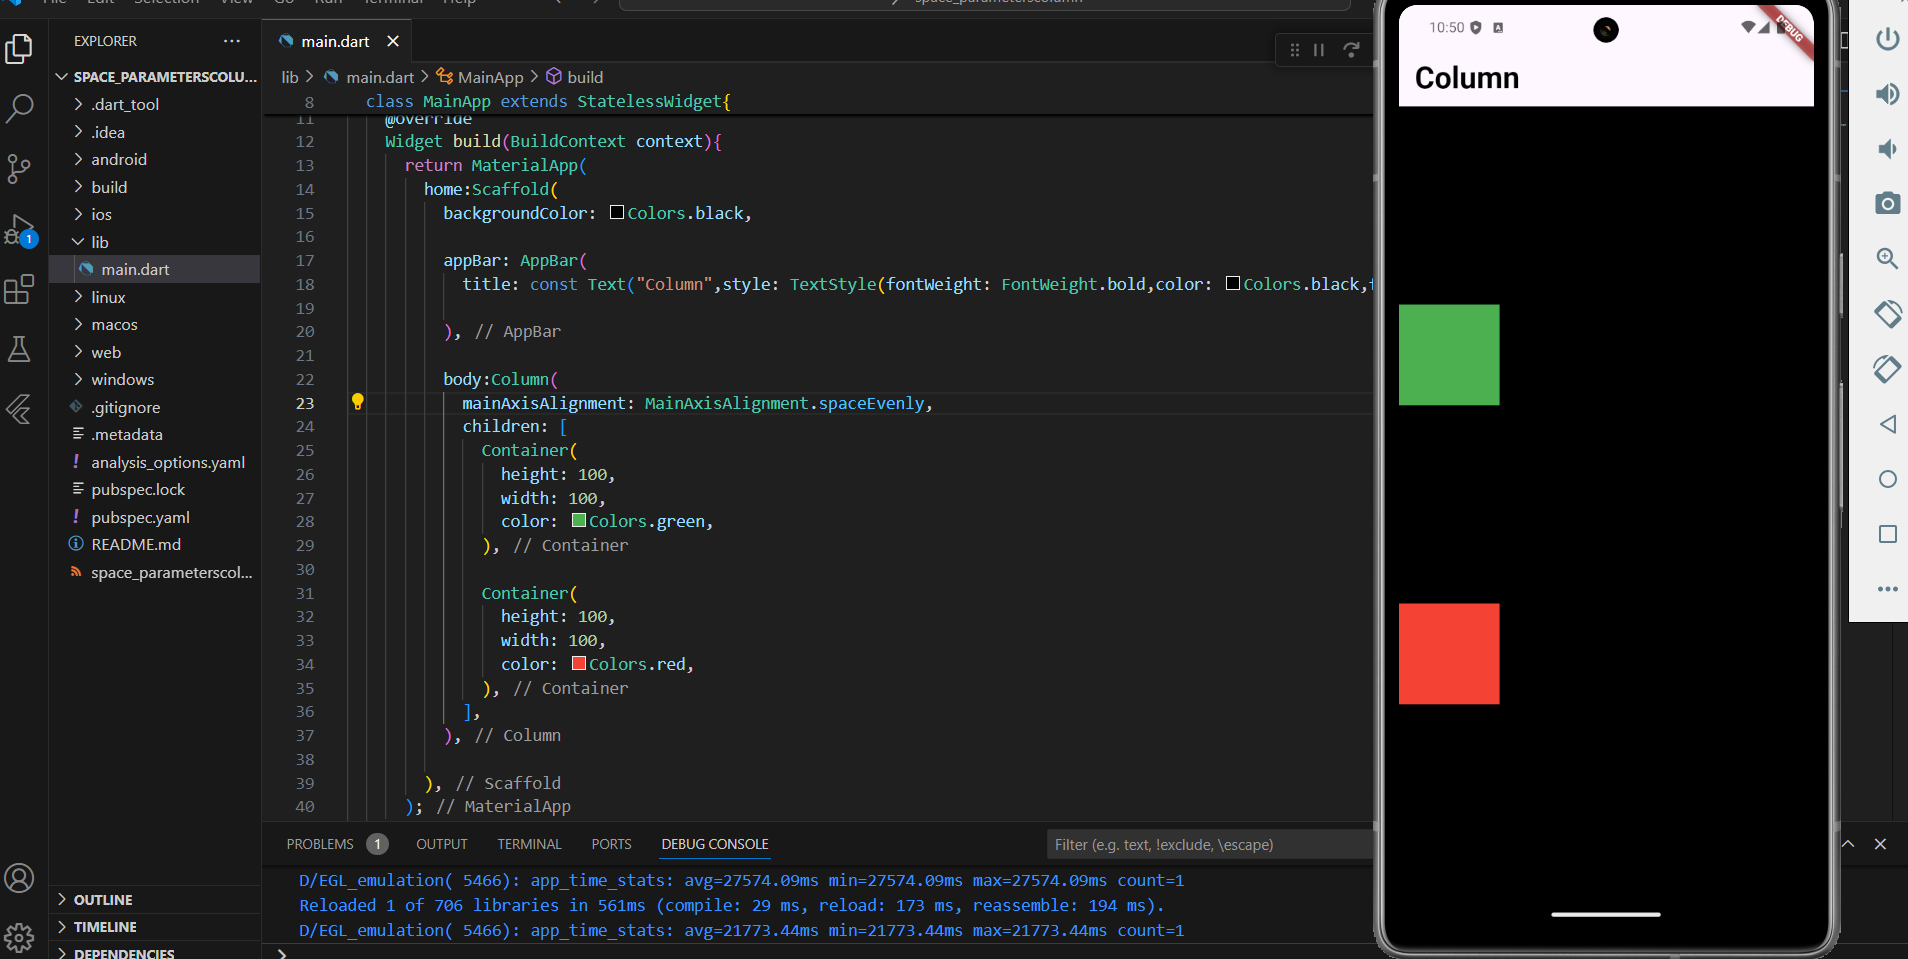 File Edit Selection View Go Run Terminal Help
space_parameterscolumn
EXPLORER
SPACE_PARAMETERSCOLU...
.dart_tool
.idea
android
build
ios
lib
main.dart
linux
macos
web
windows
.gitignore
.metadata
analysis_options.yaml
pubspec.lock
pubspec.yaml
README.md
space_parameterscol...
OUTLINE
TIMELINE
DEPENDENCIES
1
main.dart
lib > main.dart > MainApp > build
8 class MainApp extends StatelessWidget{
11 @override
12 Widget build(BuildContext context){
13 return MaterialApp(
14 home:Scaffold(
15 backgroundColor: Colors.black,
16
17 appBar: AppBar(
18 title: const Text("Column",style: TextStyle(fontWeight: FontWeight.bold,color: Colors.black,f
19
20 ), // AppBar
21
22 body:Column(
23 mainAxisAlignment: MainAxisAlignment.spaceEvenly,
24 children: [
25 Container(
26 height: 100,
27 width: 100,
28 color: Colors.green,
29 ), // Container
30
31 Container(
32 height: 100,
33 width: 100,
34 color: Colors.red,
35 ), // Container
36 ],
37 ), // Column
38
39 ), // Scaffold
40 ); // MaterialApp
PROBLEMS 1 OUTPUT TERMINAL PORTS DEBUG CONSOLE
Filter (e.g. text, !exclude, \escape)
D/EGL_emulation( 5466): app_time_stats: avg=27574.09ms min=27574.09ms max=27574.09ms count=1
Reloaded 1 of 706 libraries in 561ms (compile: 29 ms, reload: 173 ms, reassemble: 194 ms).
D/EGL_emulation( 5466): app_time_stats: avg=21773.44ms min=21773.44ms max=21773.44ms count=1
10:50
DEBUG
Column